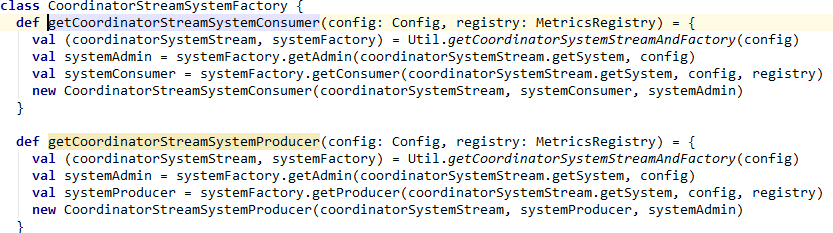 class CoordinatorStreamSystemFactory {
  def getCoordinatorStreamSystemConsumer(config: Config, registry: MetricsRegistry) = {
    val (coordinatorSystemStream, systemFactory) = Util.getCoordinatorSystemStreamAndFactory(config)
    val systemAdmin = systemFactory.getAdmin(coordinatorSystemStream.getSystem, config)
    val systemConsumer = systemFactory.getConsumer(coordinatorSystemStream.getSystem, config, registry)
    new CoordinatorStreamSystemConsumer(coordinatorSystemStream, systemConsumer, systemAdmin)
  }

  def getCoordinatorStreamSystemProducer(config: Config, registry: MetricsRegistry) = {
    val (coordinatorSystemStream, systemFactory) = Util.getCoordinatorSystemStreamAndFactory(config)
    val systemAdmin = systemFactory.getAdmin(coordinatorSystemStream.getSystem, config)
    val systemProducer = systemFactory.getProducer(coordinatorSystemStream.getSystem, config, registry)
    new CoordinatorStreamSystemProducer(coordinatorSystemStream, systemProducer, systemAdmin)
  }